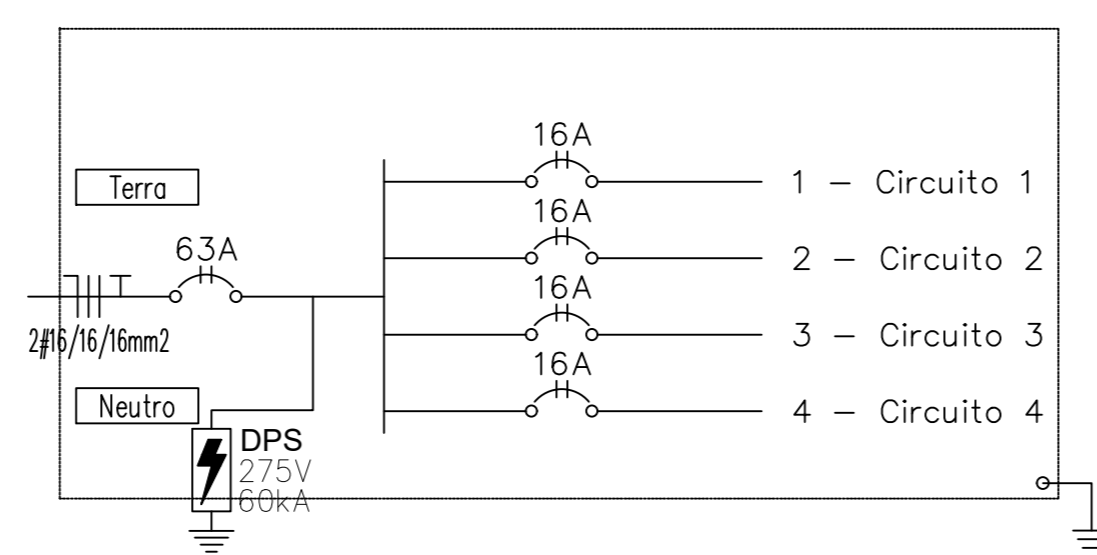 16A
1 – Circuito 1
Terra
16A
63A
2 – Circuito 2
16A
2#16/16/16mm2
3 – Circuito 3
16A
Neutro
4 – Circuito 4
DPS
275V
60kA